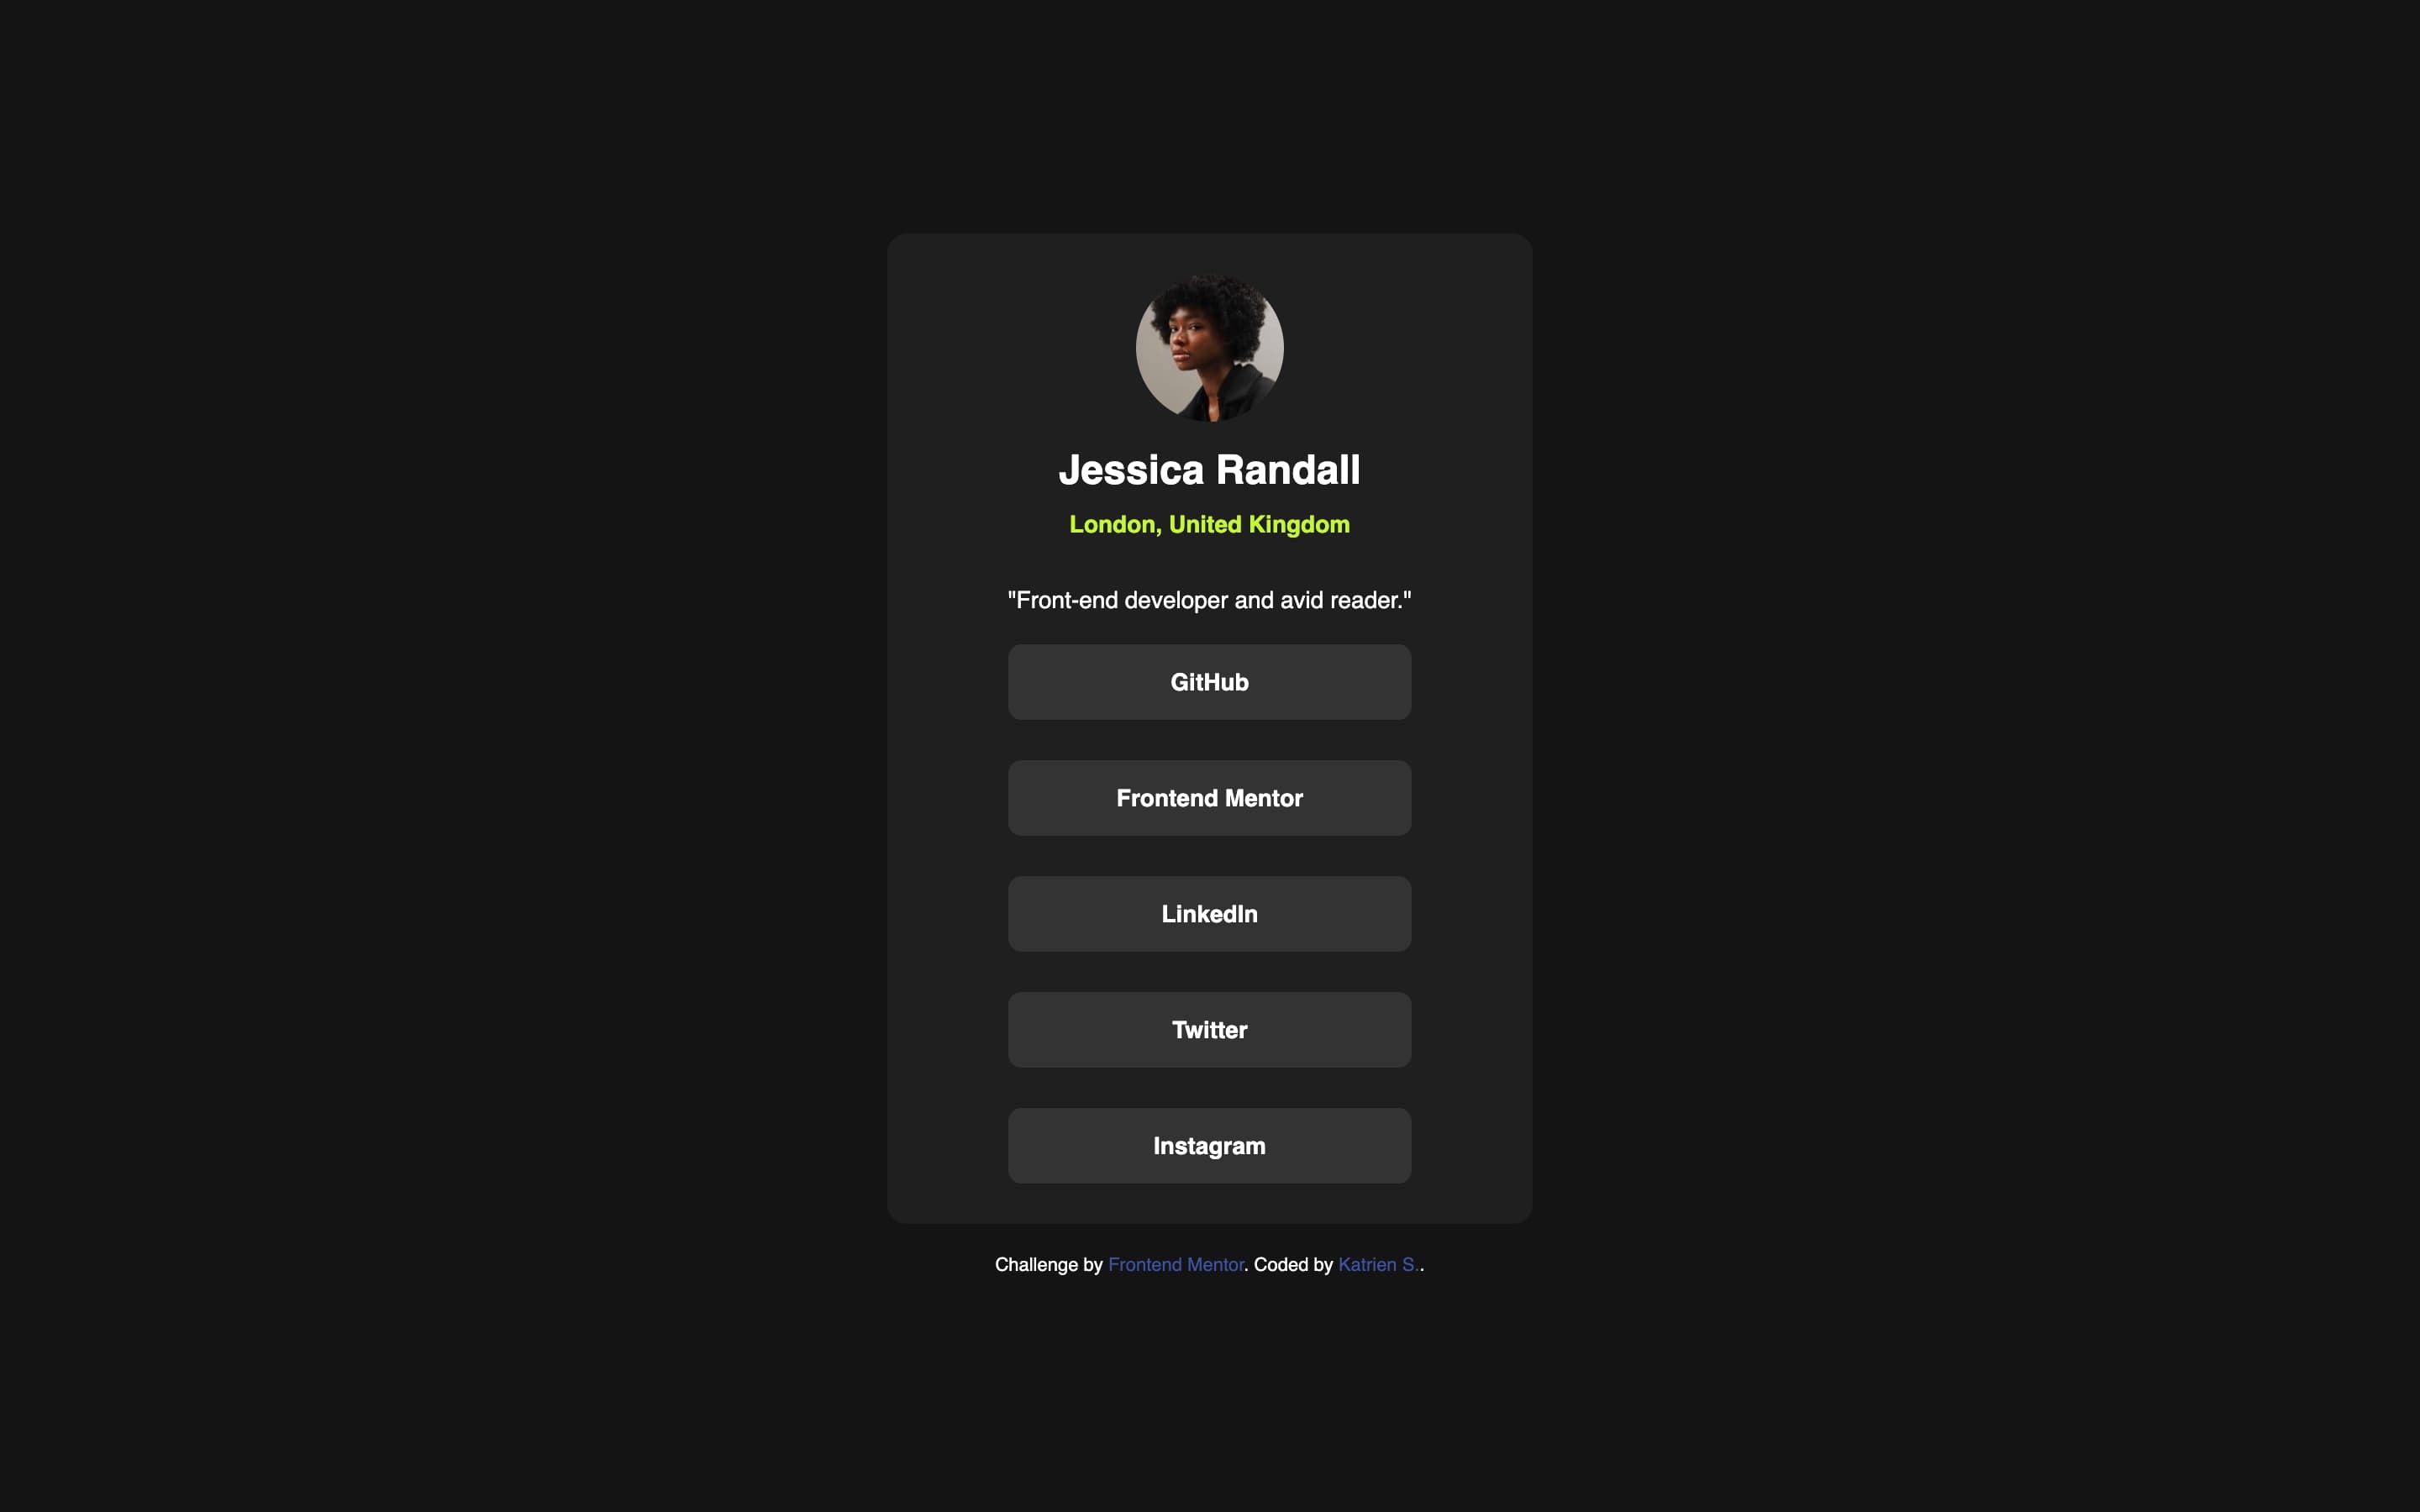 Jessica Randall
London, United Kingdom
"Front-end developer and avid reader."
GitHub
Frontend Mentor
LinkedIn
Twitter
Instagram
Challenge by Frontend Mentor. Coded by Katrien S..